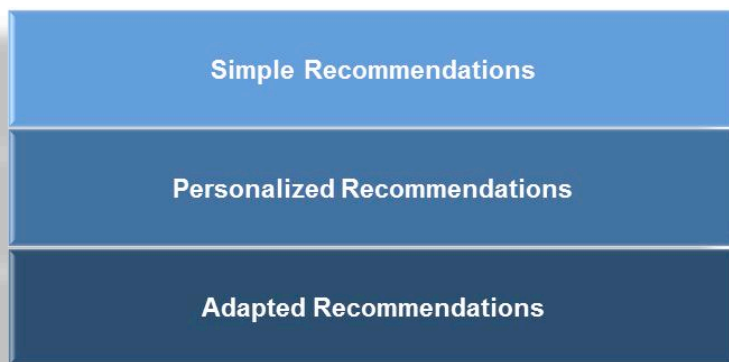 Simple Recommendations
Personalized Recommendations
Adapted Recommendations